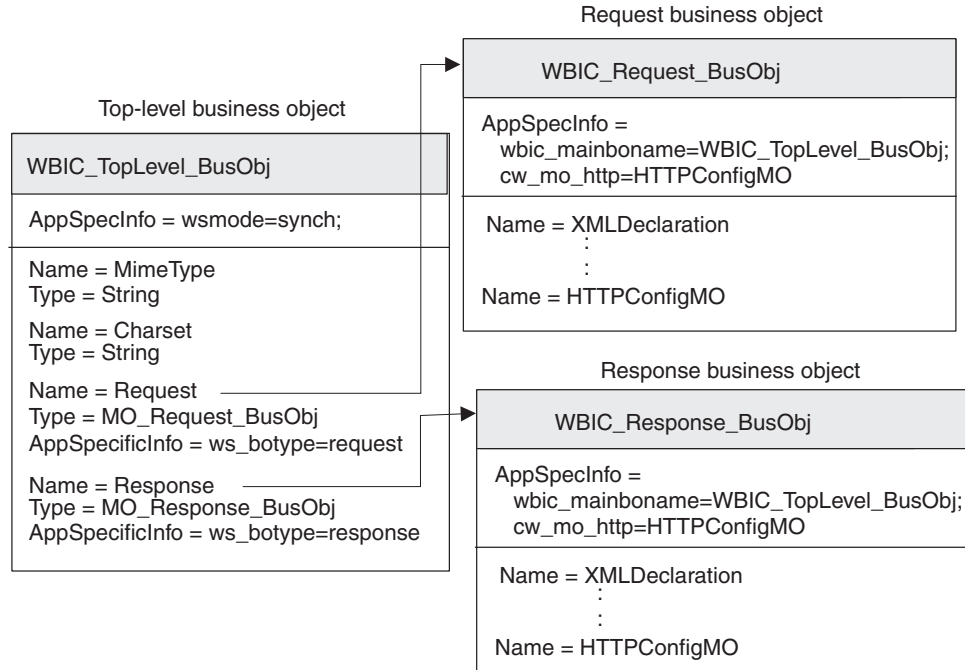 Top-level business object
WBIC_TopLevel_BusObj
AppSpecInfo = wsmode=synch;
Name = MimeType
Type = String
Name = Charset
Type = String
Name = Request
Type = MO_Request_BusObj
AppSpecificInfo = ws_botype=request
Name = Response
Type = MO_Response_BusObj
AppSpecificInfo = ws_botype=response
Request business object
WBIC_Request_BusObj
AppSpecInfo =
wbic_mainboname=WBIC_TopLevel_BusObj;
cw_mo_http=HTTPConfigMO
Name = XMLDeclaration
:
:
Name = HTTPConfigMO
Response business object
WBIC_Response_BusObj
AppSpecInfo =
wbic_mainboname=WBIC_TopLevel_BusObj;
cw_mo_http=HTTPConfigMO
Name = XMLDeclaration
:
:
Name = HTTPConfigMO